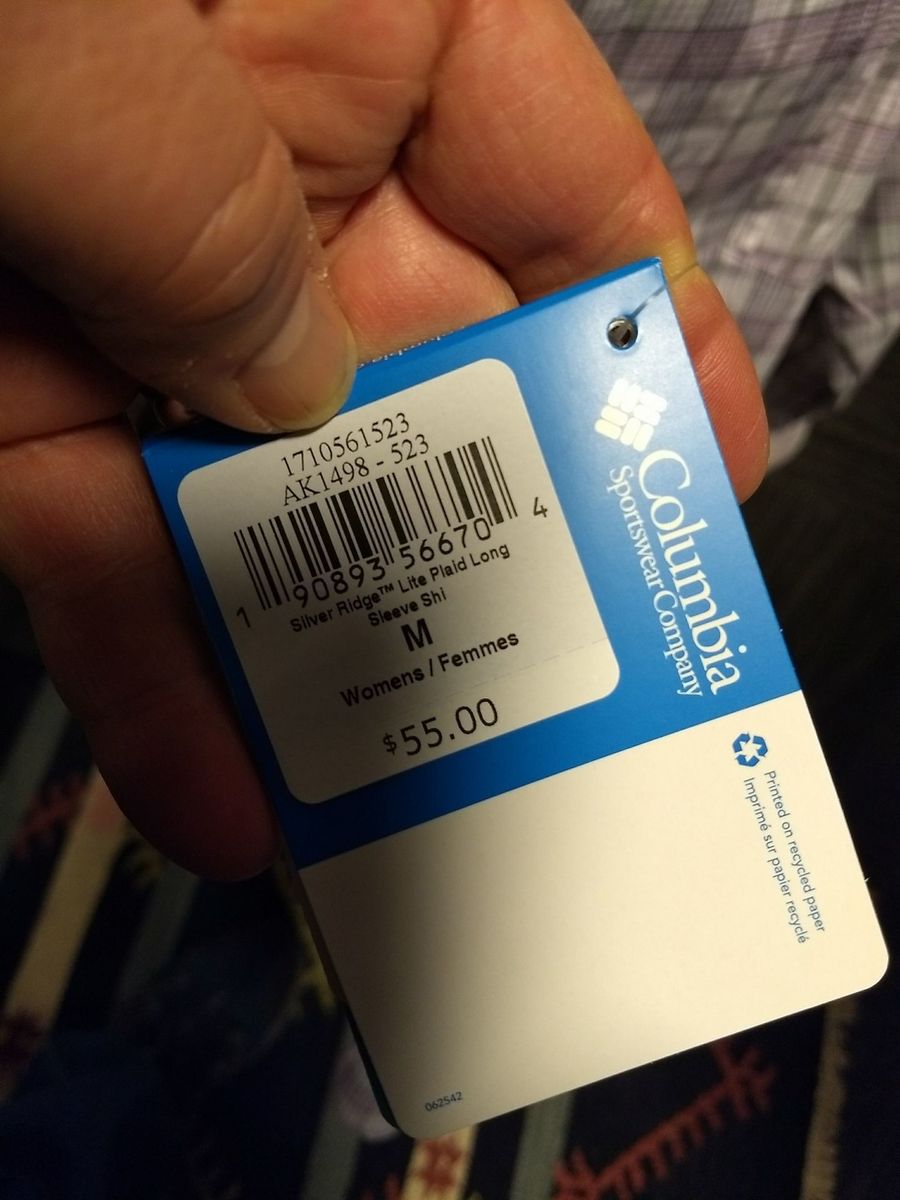 1710561523
AK1498 - 523
1 90893 56670 4
Silver Ridge™ Lite Plaid Long
Sleeve Shi
M
Womens / Femmes
$55.00
Columbia
Sportswear Company
Printed on recycled paper
Imprimé sur papier recyclé
062542